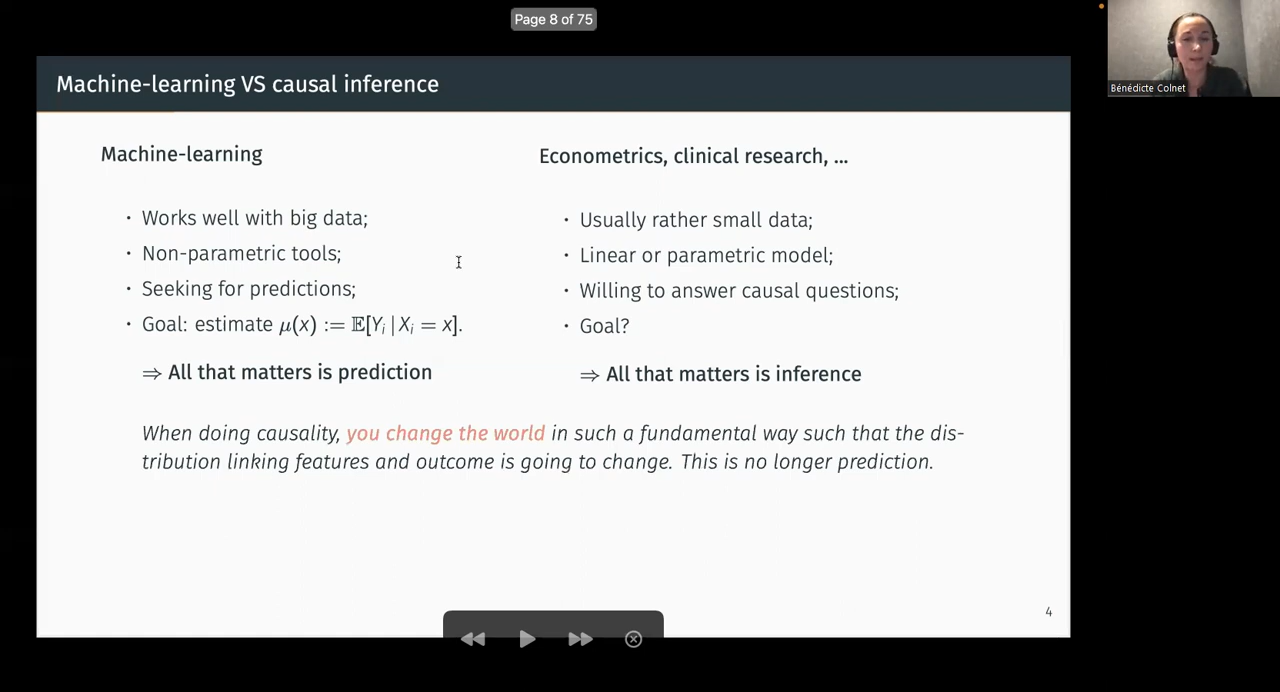 Page 8 of 75
Bénédicte Colnet
Machine-learning VS causal inference
Machine-learning
• Works well with big data;
• Non-parametric tools;
• Seeking for predictions;
• Goal: estimate μ(x) := 𝔼[Yᵢ | Xᵢ = x].
⇒ All that matters is prediction
Econometrics, clinical research, ...
• Usually rather small data;
• Linear or parametric model;
• Willing to answer causal questions;
• Goal?
⇒ All that matters is inference
When doing causality, you change the world in such a fundamental way such that the dis-
tribution linking features and outcome is going to change. This is no longer prediction.
4